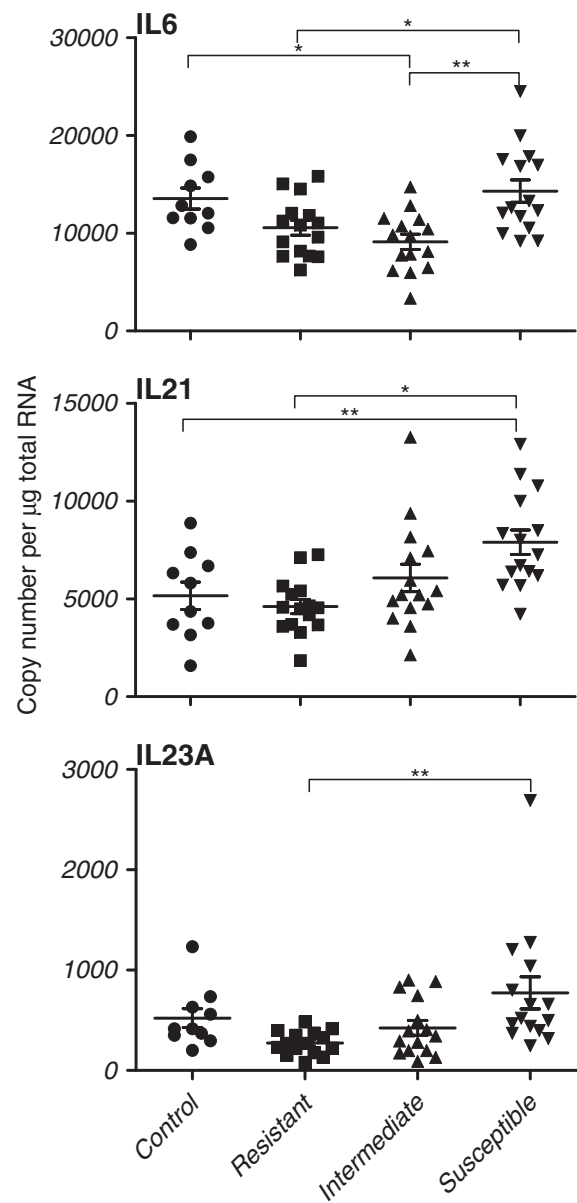 IL6
30000
*
*
**
20000
10000
0
IL21
15000
*
**
10000
5000
0
Copy number per µg total RNA
IL23A
3000
**
2000
1000
0
Control
Resistant
Intermediate
Susceptible